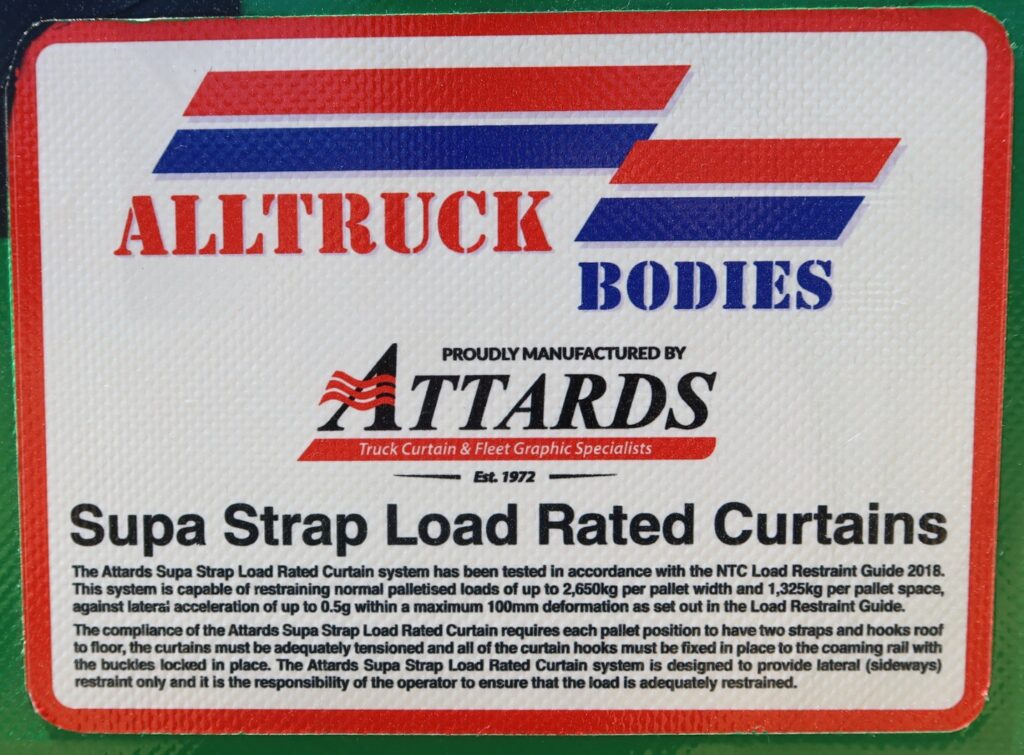 ALLTRUCK
BODIES
PROUDLY MANUFACTURED BY
ATTARDS
Truck Curtain & Fleet Graphic Specialists
Est. 1972
Supa Strap Load Rated Curtains
The Attards Supa Strap Load Rated Curtain system has been tested in accordance with the NTC Load Restraint Guide 2018.
This system is capable of restraining normal palletised loads of up to 2,650kg per pallet width and 1,325kg per pallet space,
against lateral acceleration of up to 0.5g within a maximum 100mm deformation as set out in the Load Restraint Guide.
The compliance of the Attards Supa Strap Load Rated Curtain requires each pallet position to have two straps and hooks roof
to floor, the curtains must be adequately tensioned and all of the curtain hooks must be fixed in place to the coaming rail with
the buckles locked in place. The Attards Supa Strap Load Rated Curtain system is designed to provide lateral (sideways)
restraint only and it is the responsibility of the operator to ensure that the load is adequately restrained.